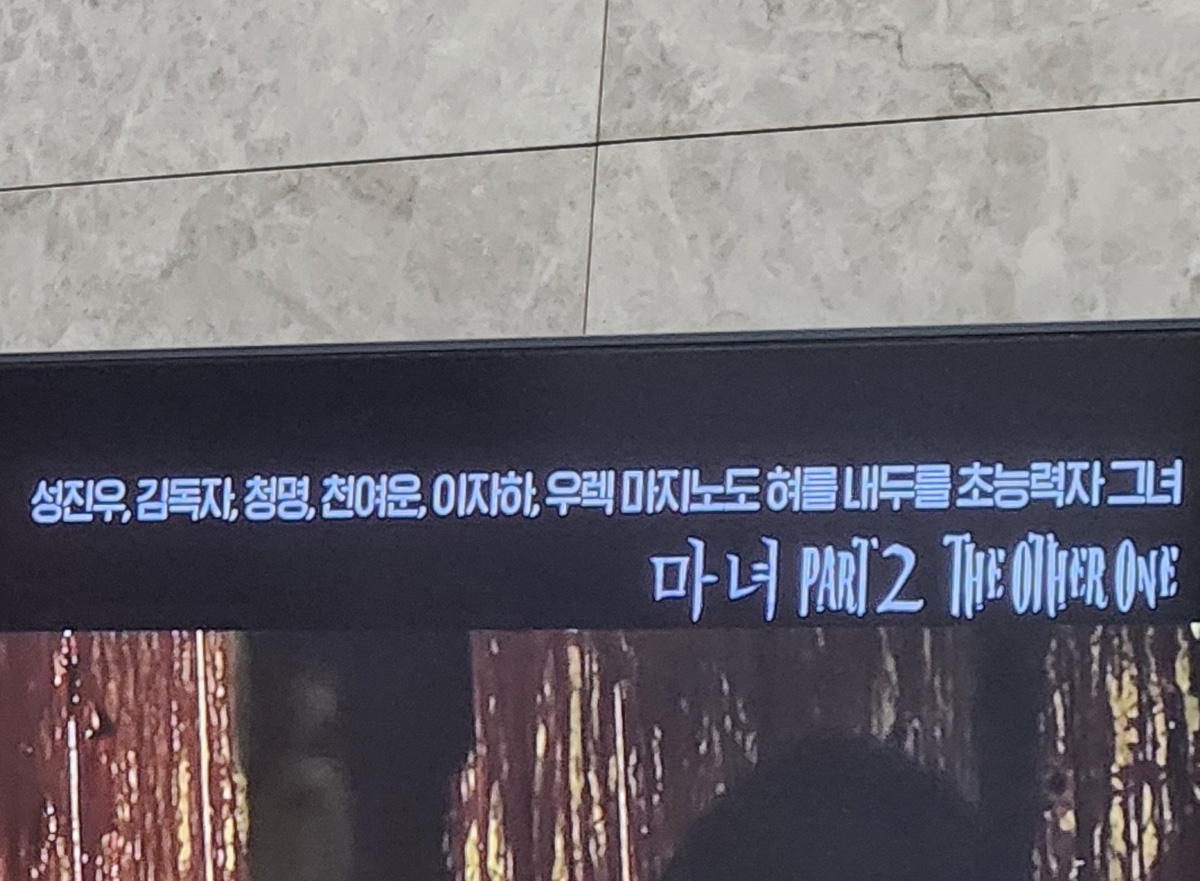 성진우, 김독자, 청명, 천여운, 이자하, 우렉 마지노도 혀를 내두를 초능력자 그녀
마녀 PART2 THE OTHER ONE